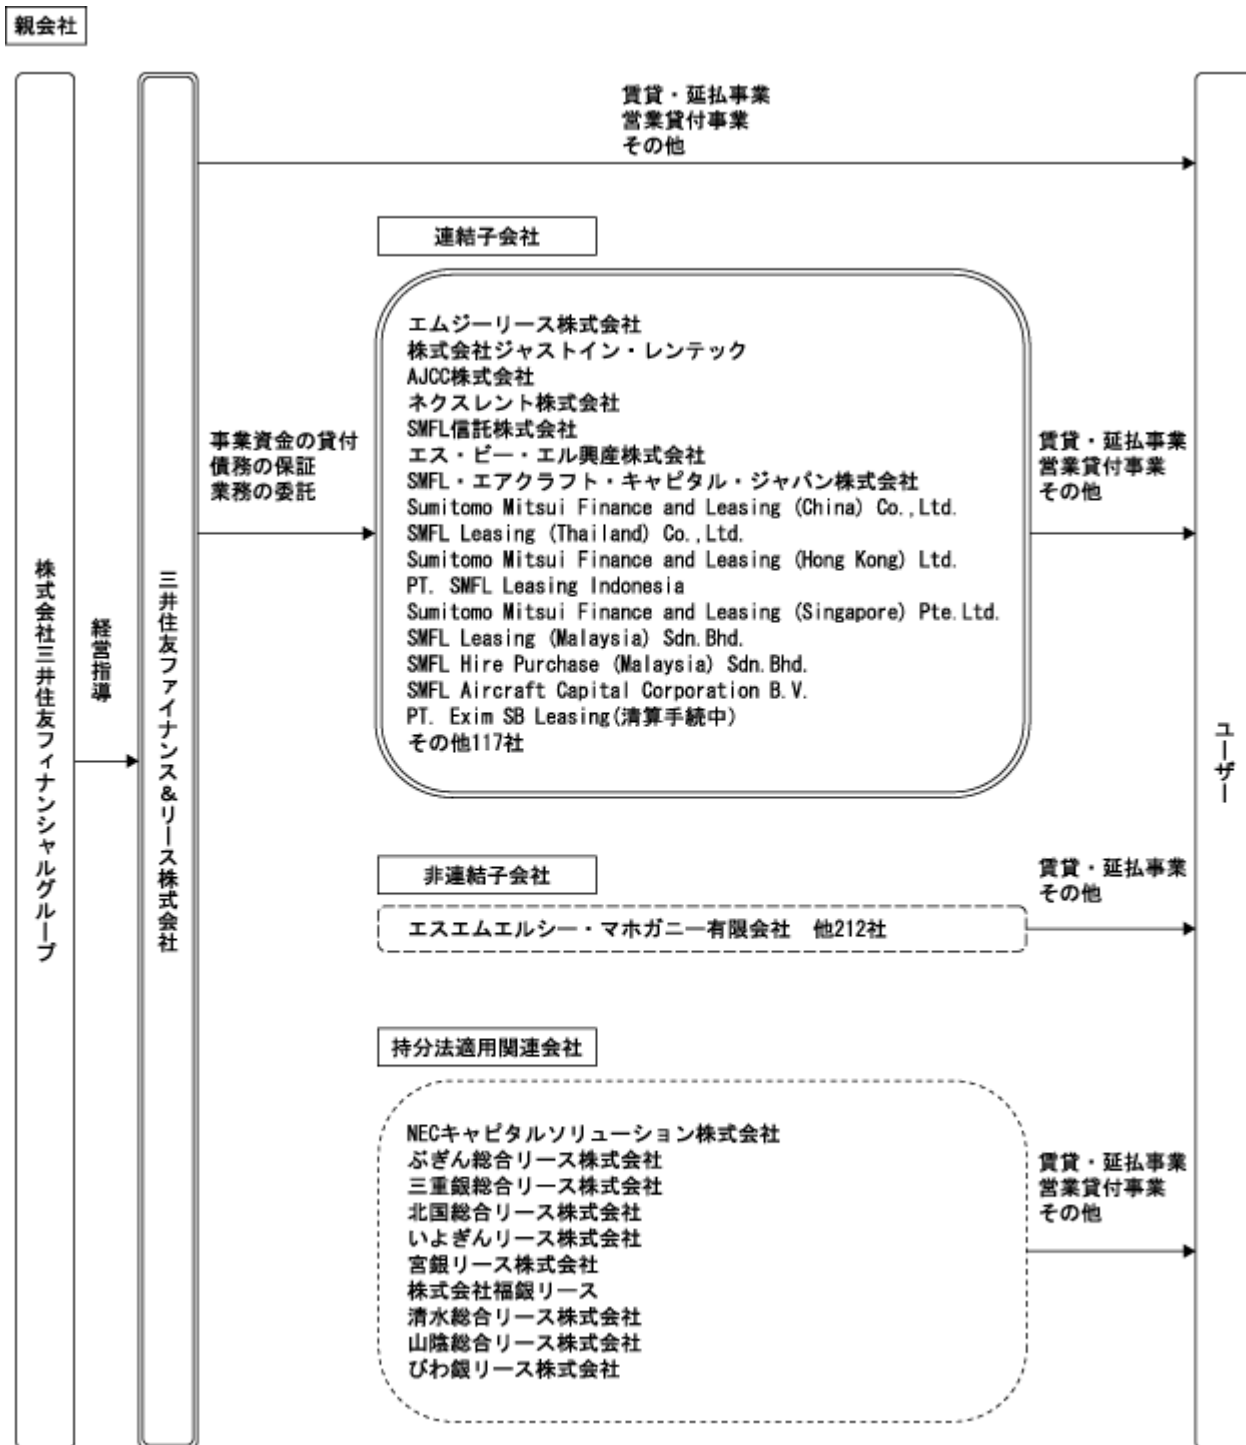 親会社
株式会社三井住友フィナンシャルグループ
経営指導
三井住友ファイナンス&リース株式会社
賃貸・延払事業
営業貸付事業
その他
事業資金の貸付
債務の保証
業務の委託
連結子会社
エムジーリース株式会社
株式会社ジャストイン・レンテック
AJCC株式会社
ネクスレント株式会社
SMFL信託株式会社
エス・ビー・エル興産株式会社
SMFL・エアクラフト・キャピタル・ジャパン株式会社
Sumitomo Mitsui Finance and Leasing (China) Co.,Ltd.
SMFL Leasing (Thailand) Co.,Ltd.
Sumitomo Mitsui Finance and Leasing (Hong Kong) Ltd.
PT. SMFL Leasing Indonesia
Sumitomo Mitsui Finance and Leasing (Singapore) Pte.Ltd.
SMFL Leasing (Malaysia) Sdn.Bhd.
SMFL Hire Purchase (Malaysia) Sdn.Bhd.
SMFL Aircraft Capital Corporation B.V.
PT. Exim SB Leasing(清算手続中)
その他117社
賃貸・延払事業
営業貸付事業
その他
非連結子会社
エスエムエルシー・マホガニー有限会社　他212社
賃貸・延払事業
その他
持分法適用関連会社
NECキャピタルソリューション株式会社
ぶぎん総合リース株式会社
三重銀総合リース株式会社
北国総合リース株式会社
いよぎんリース株式会社
宮銀リース株式会社
株式会社福銀リース
清水総合リース株式会社
山陰総合リース株式会社
びわ銀リース株式会社
賃貸・延払事業
営業貸付事業
その他
ユーザー